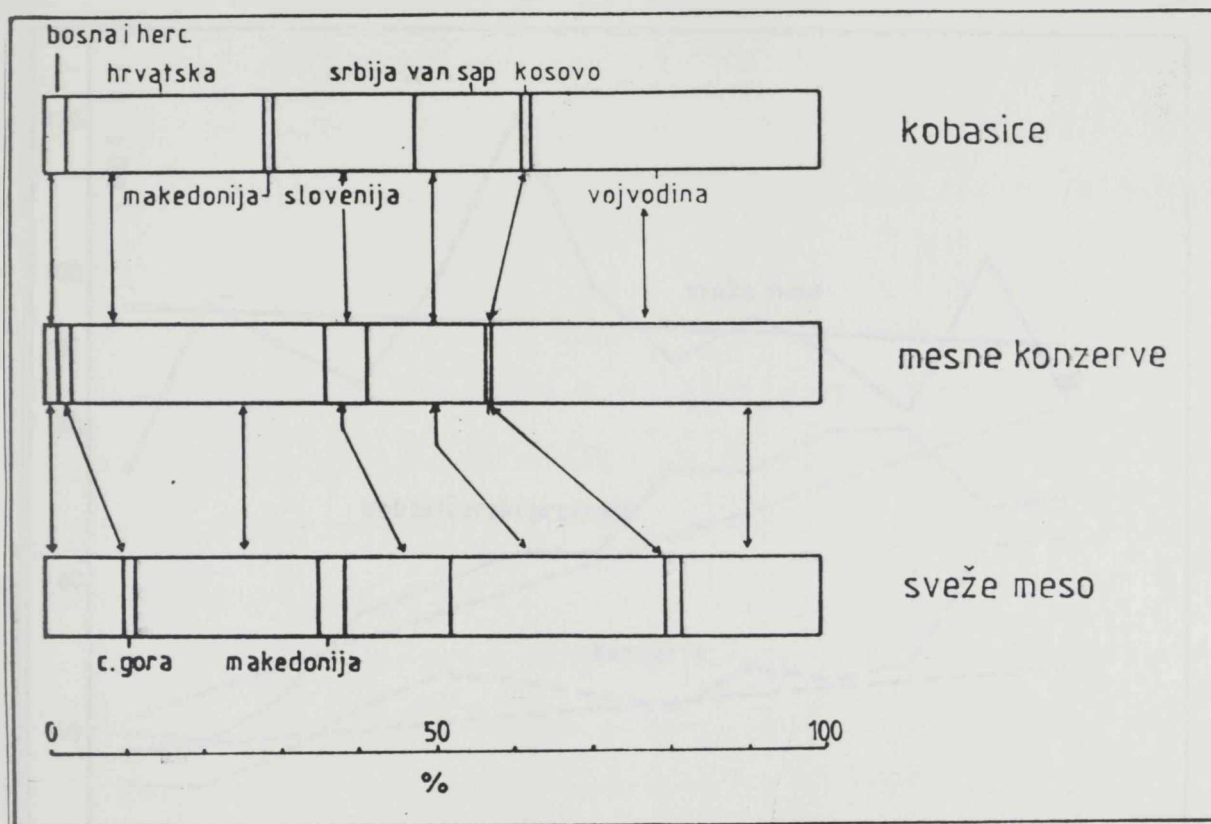 bosna i herc.
hrvatska
srbija van sap
kosovo
kobasice
makedonija
slovenija
vojvodina
mesne konzerve
sveže meso
c.gora
makedonija
0
50
100
%